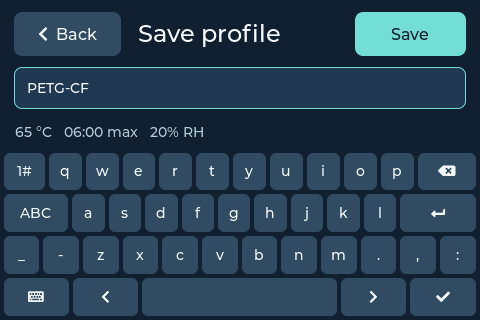 Back Save profile Save
PETG-CF
65 °C 06:00 max 20% RH
1# q w e r t y u i o p
ABC a s d f g h j k l
_ - z x c v b n m . , :